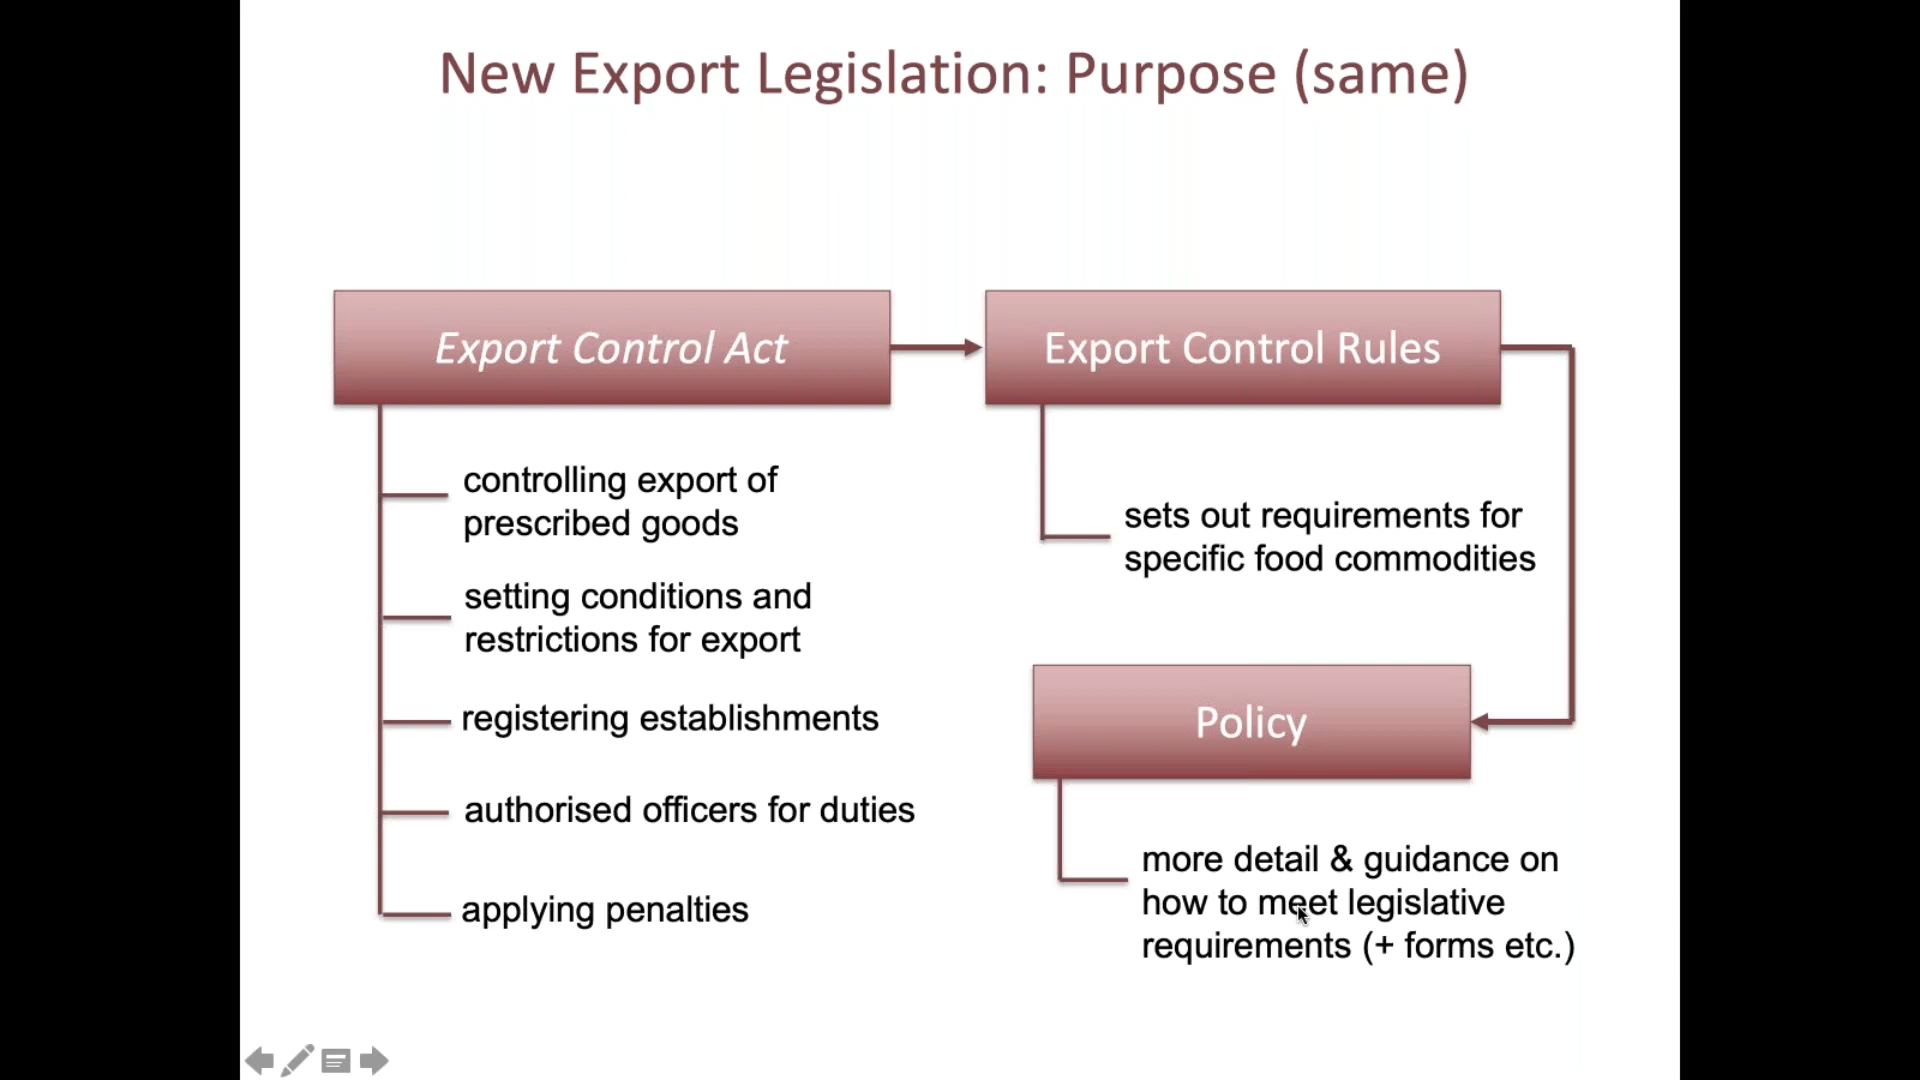 New Export Legislation: Purpose (same)
Export Control Act
controlling export of
prescribed goods
setting conditions and
restrictions for export
registering establishments
authorised officers for duties
applying penalties
Export Control Rules
sets out requirements for
specific food commodities
Policy
more detail & guidance on
how to meet legislative
requirements (+ forms etc.)